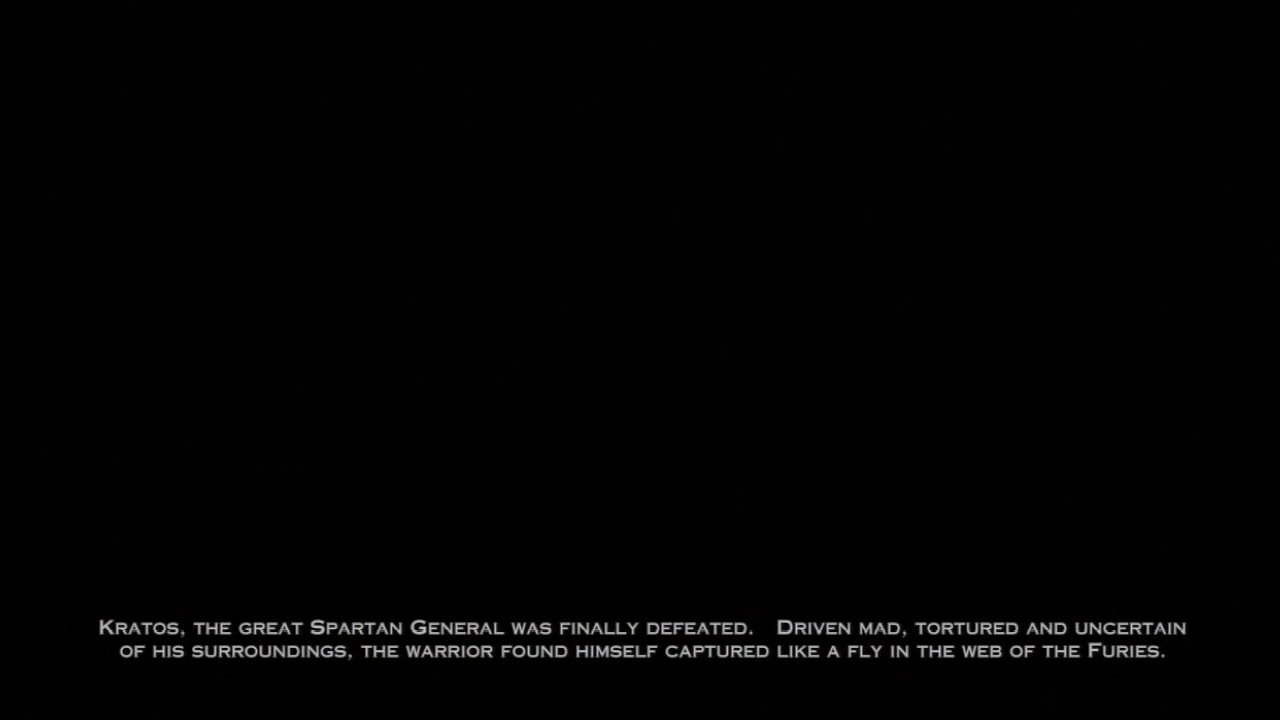 Kratos, the great Spartan General was finally defeated.   Driven mad, tortured and uncertain
of his surroundings, the warrior found himself captured like a fly in the web of the Furies.